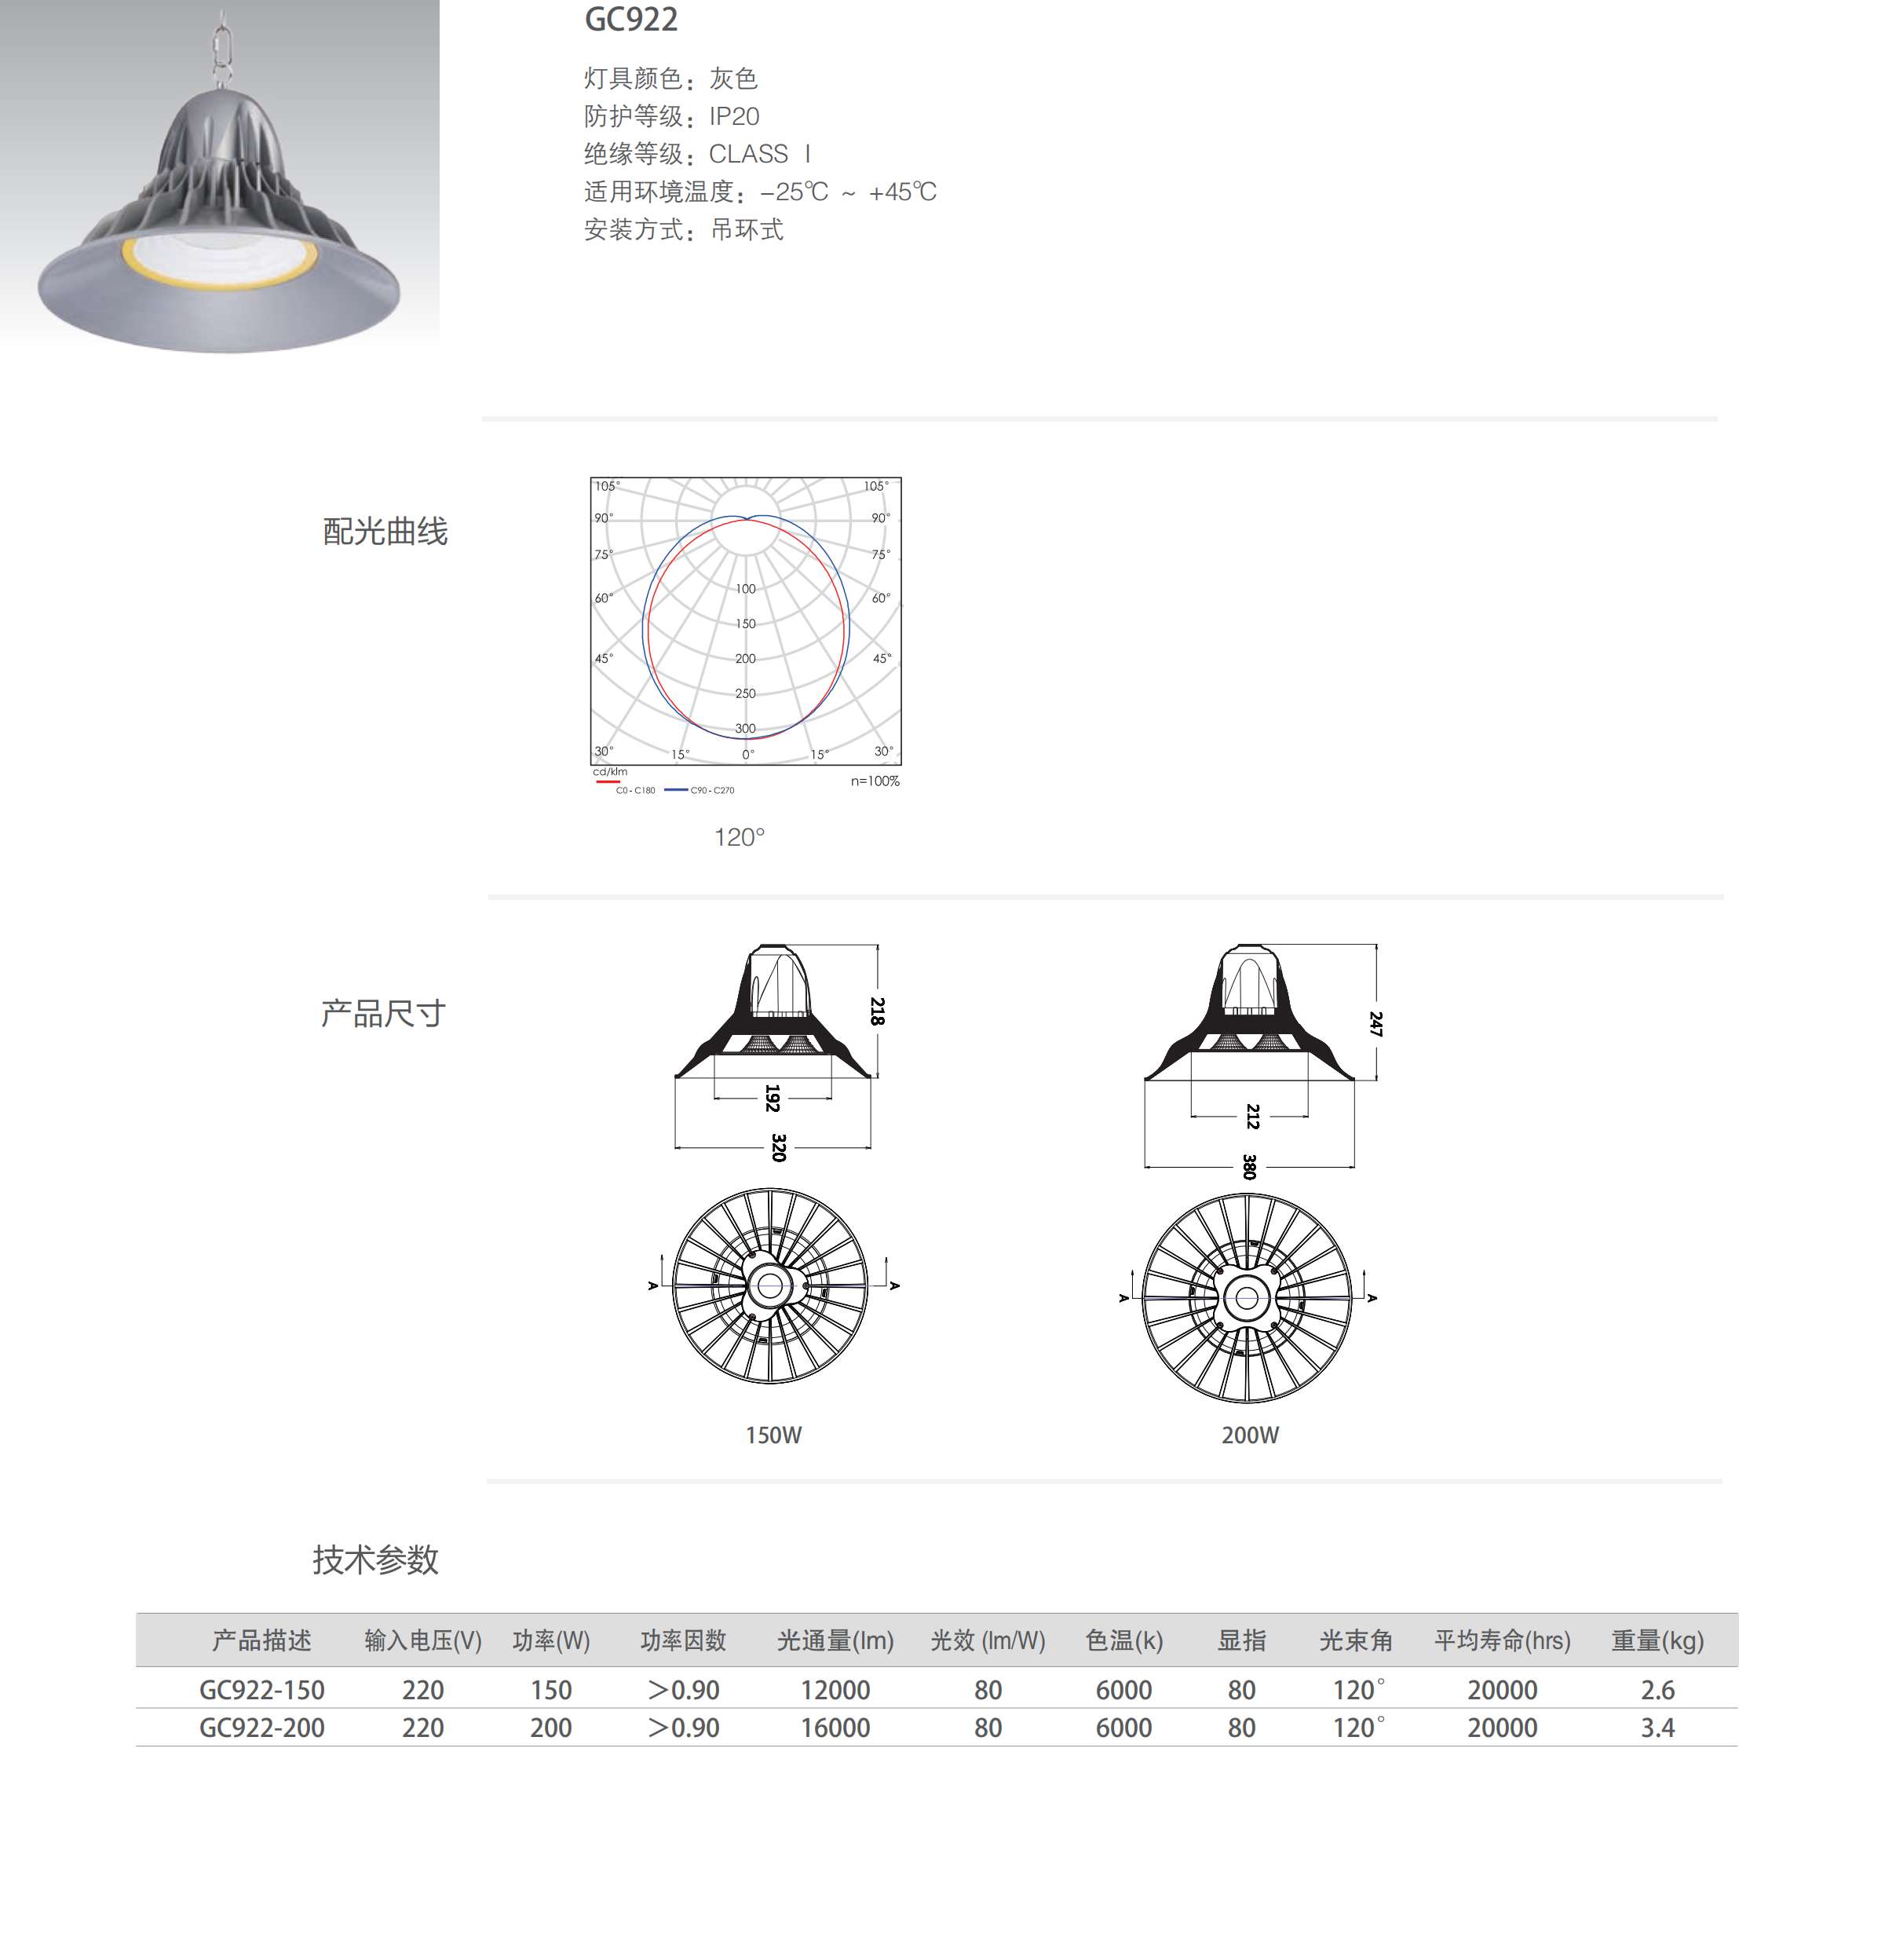 GC922
灯具颜色：灰色
防护等级：IP20
绝缘等级：CLASS I
适用环境温度：-25℃ ~ +45℃
安装方式：吊环式
配光曲线
105° 105°
90° 90°
75° 75°
100
60° 60°
150
45° 200 45°
250
300
30° 15° 0° 15° 30°
cd/klm
n=100%
C0 - C180 C90 - C270
120°
产品尺寸
218 247
192 212
320 380
A A A A
150W 200W
技术参数
产品描述 输入电压(V) 功率(W) 功率因数 光通量(lm) 光效 (lm/W) 色温(k) 显指 光束角 平均寿命(hrs) 重量(kg)
GC922-150 220 150 ＞0.90 12000 80 6000 80 120° 20000 2.6
GC922-200 220 200 ＞0.90 16000 80 6000 80 120° 20000 3.4